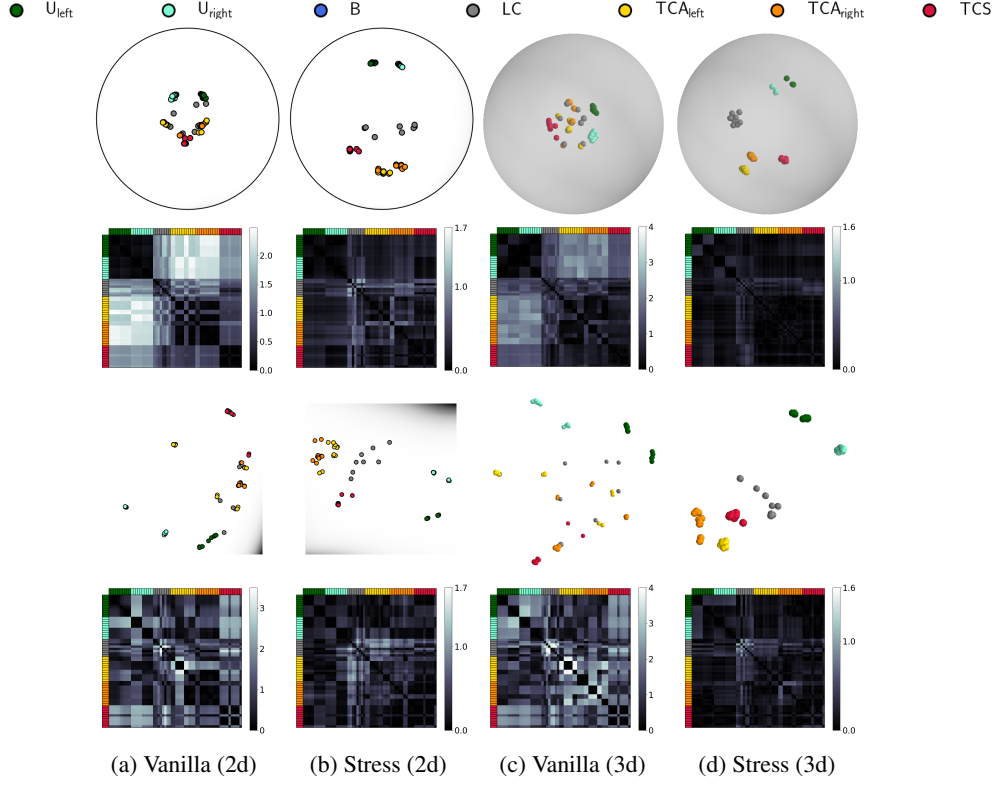 U_left U_right B LC TCA_left TCA_right TCS
2.0 1.5 1.0 0.5 0.0
1.7 1.0 0.0
4 3 2 1 0
1.6 1.0 0.0
3 2 1 0
1.7 1.0 0.0
4 3 2 1 0
1.6 1.0 0.0
(a) Vanilla (2d) (b) Stress (2d) (c) Vanilla (3d) (d) Stress (3d)